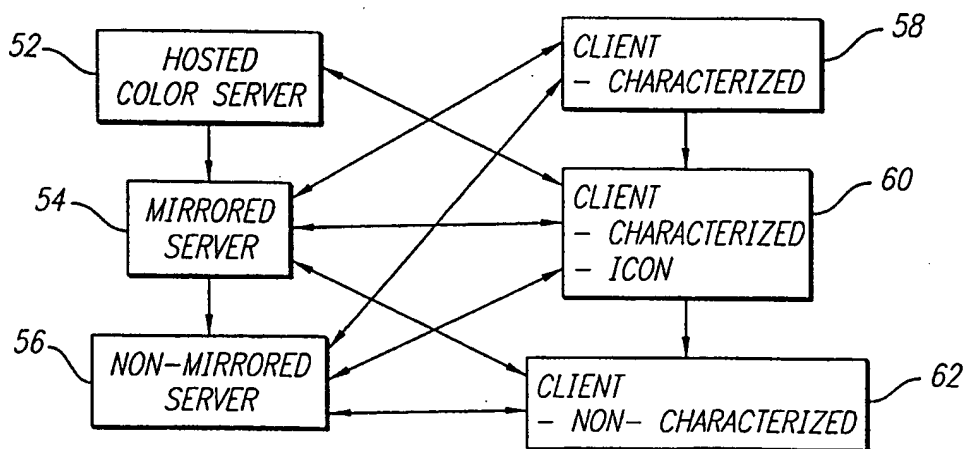 52
HOSTED
COLOR SERVER
58
CLIENT
- CHARACTERIZED
54
MIRRORED
SERVER
60
CLIENT
- CHARACTERIZED
- ICON
56
NON-MIRRORED
SERVER
62
CLIENT
- NON- CHARACTERIZED